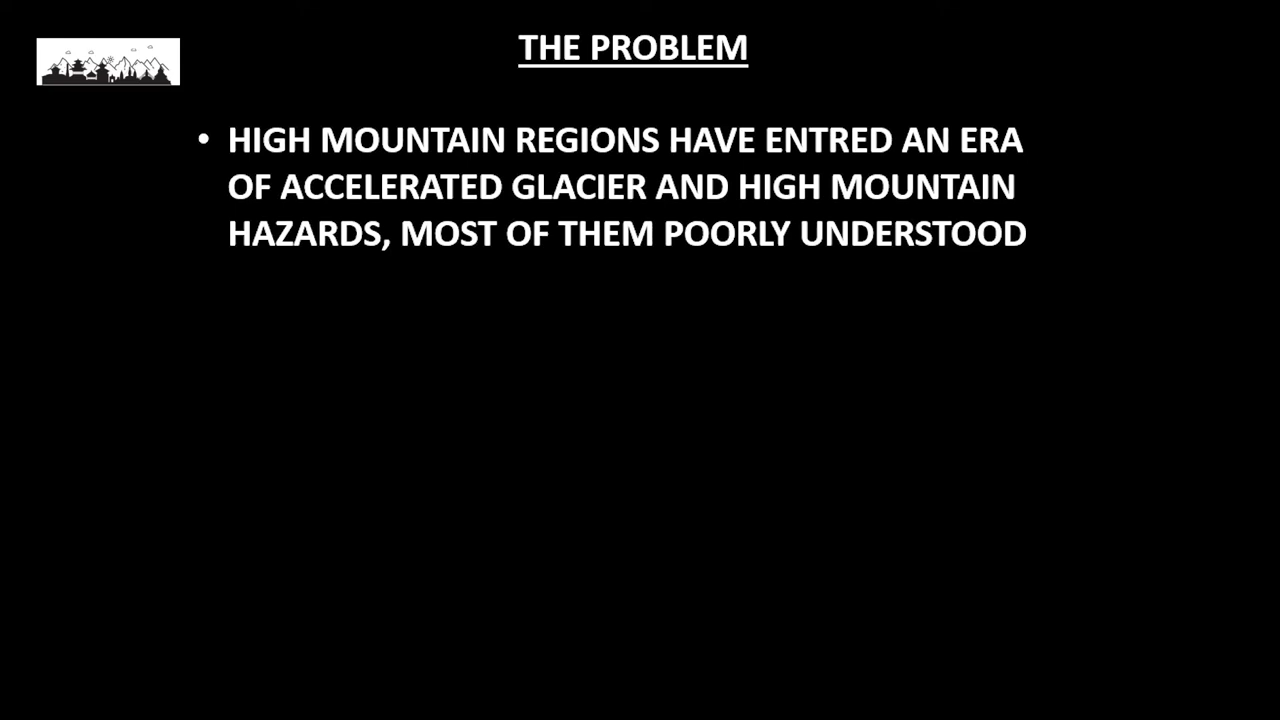 THE PROBLEM
• HIGH MOUNTAIN REGIONS HAVE ENTRED AN ERA
OF ACCELERATED GLACIER AND HIGH MOUNTAIN
HAZARDS, MOST OF THEM POORLY UNDERSTOOD